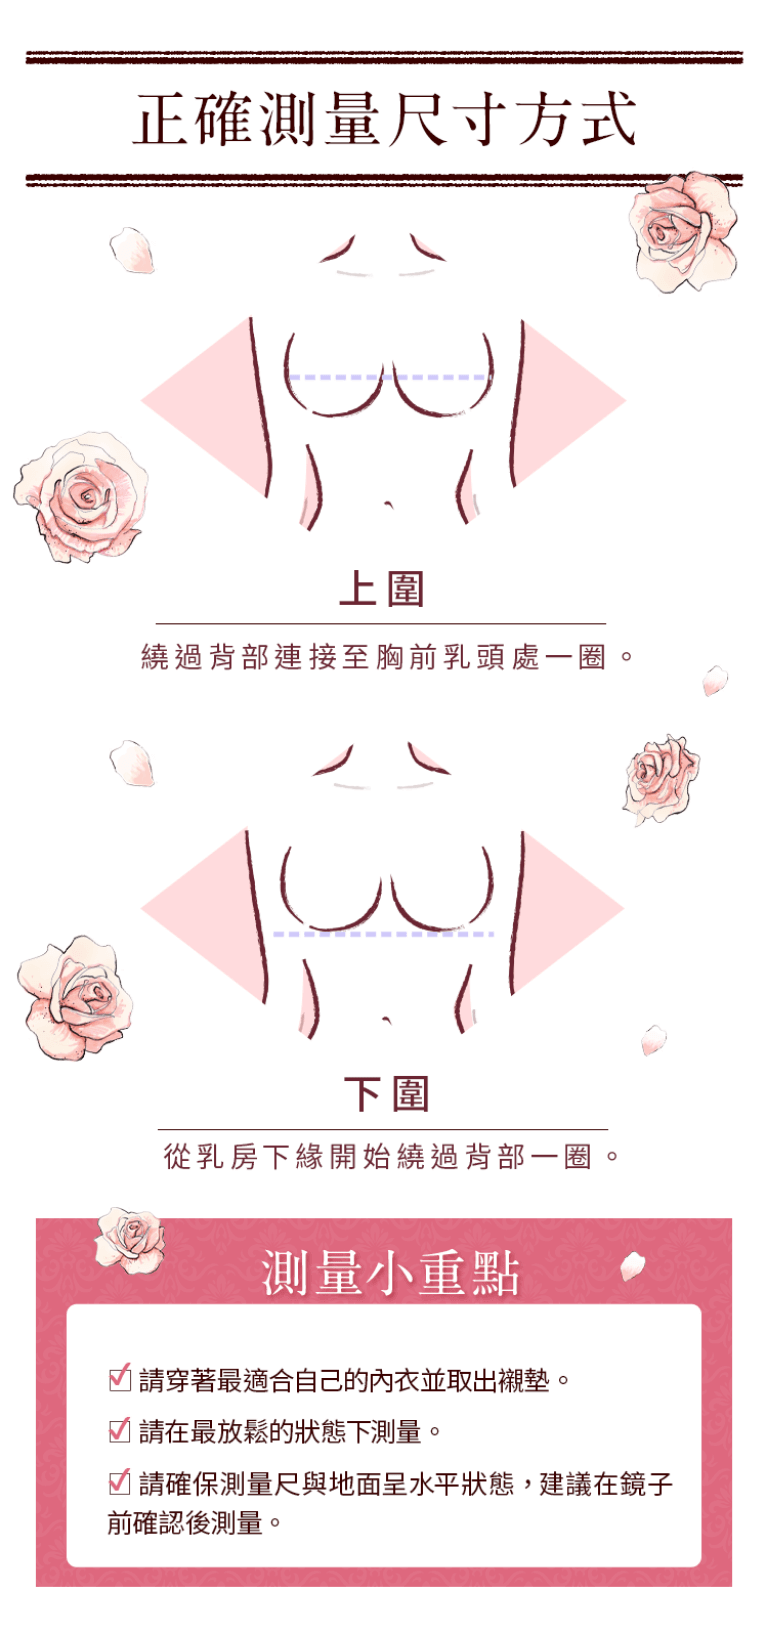 正確測量尺寸方式
上圍
繞過背部連接至胸前乳頭處一圈。
下圍
從乳房下緣開始繞過背部一圈。
測量小重點
☑請穿著最適合自己的內衣並取出襯墊。
☑請在最放鬆的狀態下測量。
☑請確保測量尺與地面呈水平狀態，建議在鏡子
前確認後測量。